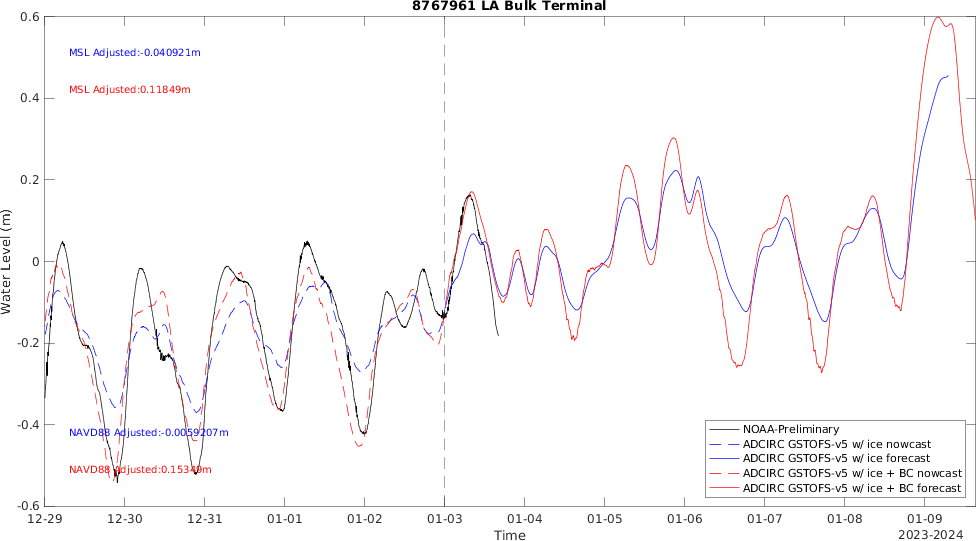 8767961 LA Bulk Terminal
MSL Adjusted:-0.040921m
MSL Adjusted:0.11849m
NAVD88 Adjusted:-0.0059207m
NAVD88 Adjusted:0.15349m
Water Level (m)
0.6
0.4
0.2
0
-0.2
-0.4
-0.6
12-29 12-30 12-31 01-01 01-02 01-03 01-04 01-05 01-06 01-07 01-08 01-09
Time
2023-2024
NOAA-Preliminary
ADCIRC GSTOFS-v5 w/ ice nowcast
ADCIRC GSTOFS-v5 w/ ice forecast
ADCIRC GSTOFS-v5 w/ ice + BC nowcast
ADCIRC GSTOFS-v5 w/ ice + BC forecast